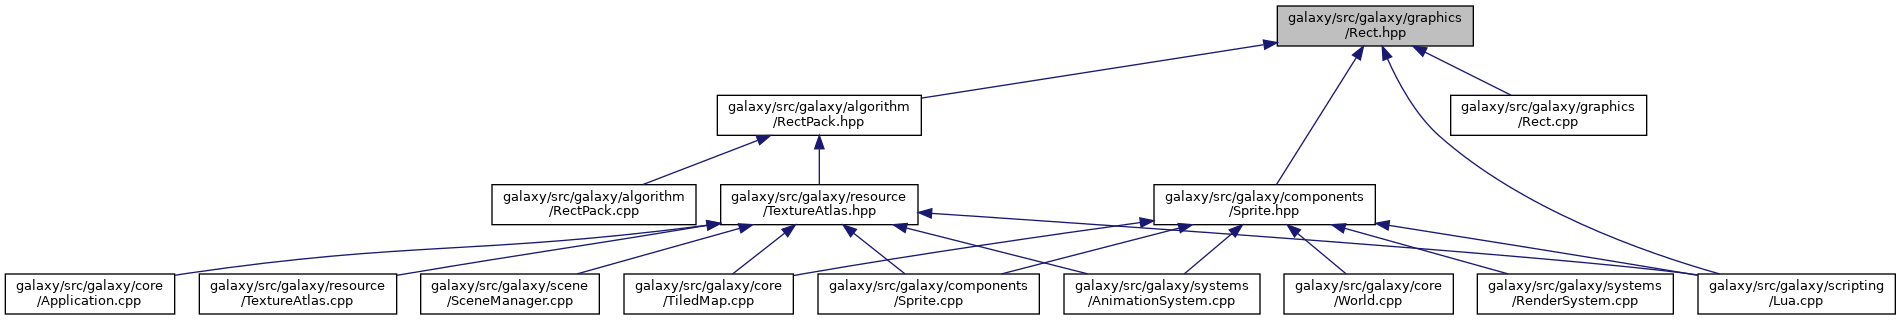 galaxy/src/galaxy/graphics
/Rect.hpp
galaxy/src/galaxy/algorithm
/RectPack.hpp
galaxy/src/galaxy/graphics
/Rect.cpp
galaxy/src/galaxy/algorithm
/RectPack.cpp
galaxy/src/galaxy/resource
/TextureAtlas.hpp
galaxy/src/galaxy/components
/Sprite.hpp
galaxy/src/galaxy/core
/Application.cpp
galaxy/src/galaxy/resource
/TextureAtlas.cpp
galaxy/src/galaxy/scene
/SceneManager.cpp
galaxy/src/galaxy/core
/TiledMap.cpp
galaxy/src/galaxy/components
/Sprite.cpp
galaxy/src/galaxy/systems
/AnimationSystem.cpp
galaxy/src/galaxy/core
/World.cpp
galaxy/src/galaxy/systems
/RenderSystem.cpp
galaxy/src/galaxy/scripting
/Lua.cpp